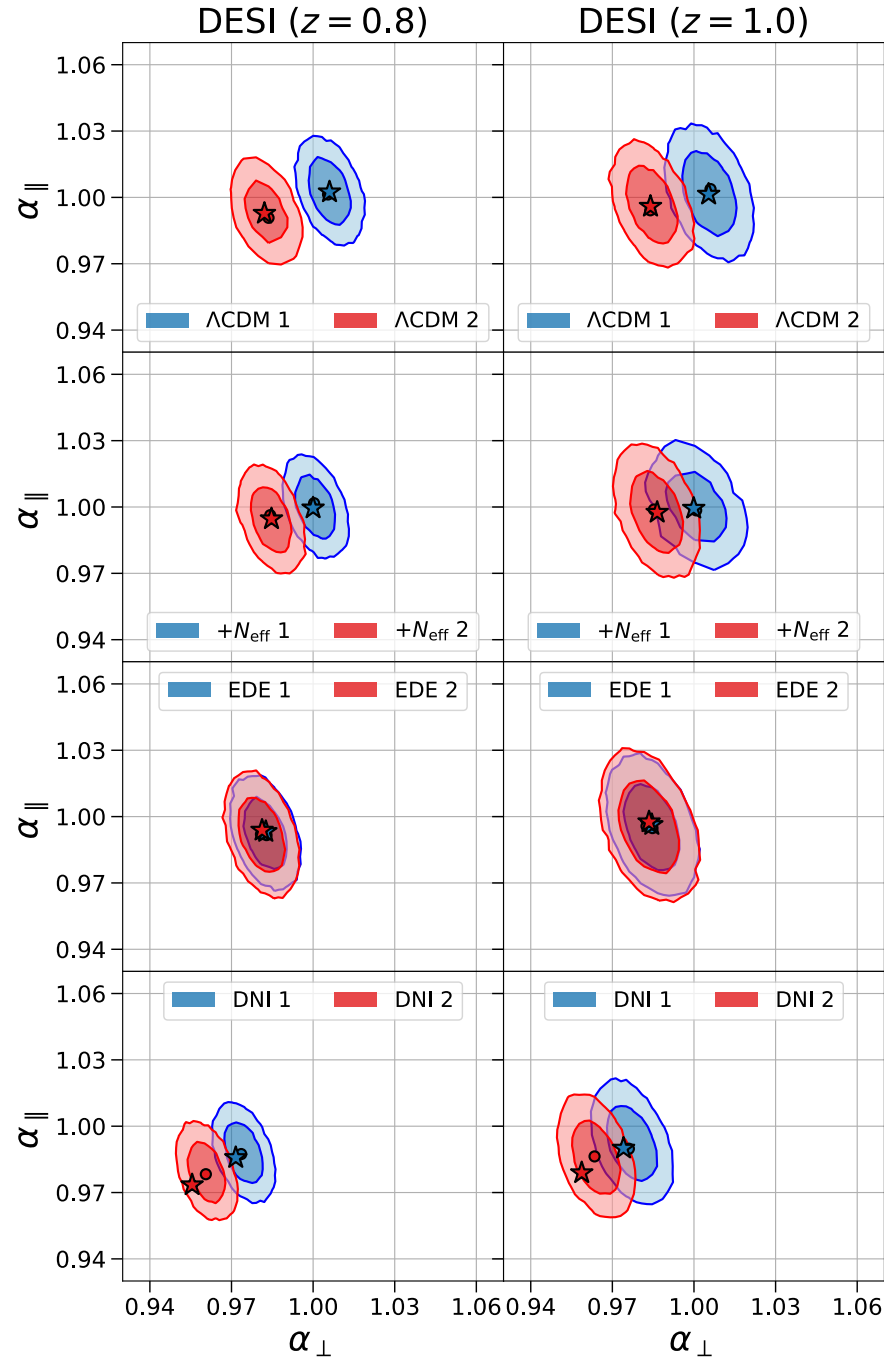 DESI (z = 0.8) DESI (z = 1.0)
1.06
1.03
α∥ 1.00
0.97
0.94
ΛCDM 1 ΛCDM 2 ΛCDM 1 ΛCDM 2
1.06
1.03
α∥ 1.00
0.97
0.94
+Neff 1 +Neff 2 +Neff 1 +Neff 2
1.06
EDE 1 EDE 2 EDE 1 EDE 2
1.03
α∥ 1.00
0.97
0.94
1.06
DNI 1 DNI 2 DNI 1 DNI 2
1.03
α∥ 1.00
0.97
0.94
0.94 0.97 1.00 1.03 1.06 0.94 0.97 1.00 1.03 1.06
α⊥ α⊥